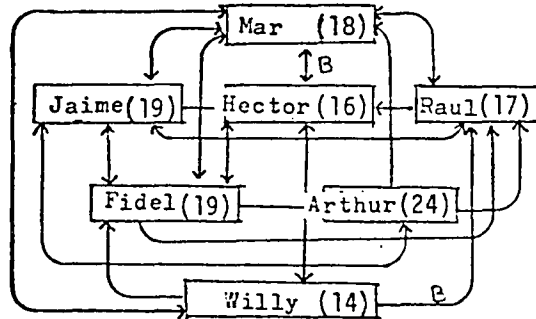 Mar (18)
B
Jaime(19) Hector(16) Raul(17)
Fidel(19) Arthur(24)
Willy (14) B